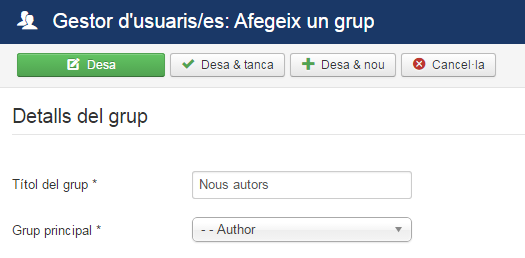 Gestor d'usuaris/es: Afegeix un grup
Desa Desa & tanca Desa & nou Cancel·la
Detalls del grup
Títol del grup * Nous autors
Grup principal * - - Author